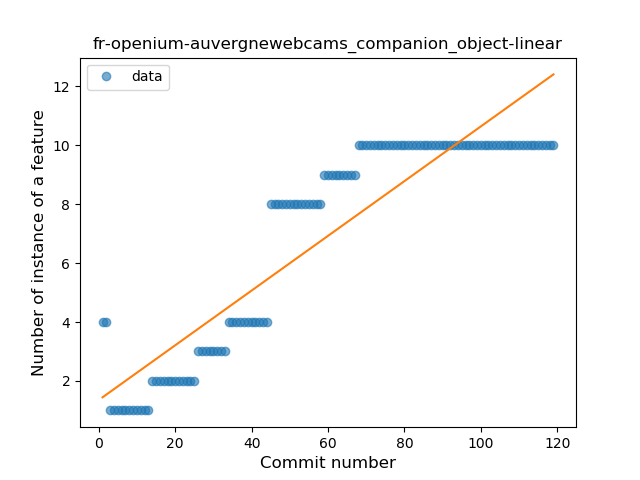 fr-openium-auvergnewebcams_companion_object-linear
data
Number of instance of a feature
12
10
8
6
4
2
0 20 40 60 80 100 120
Commit number